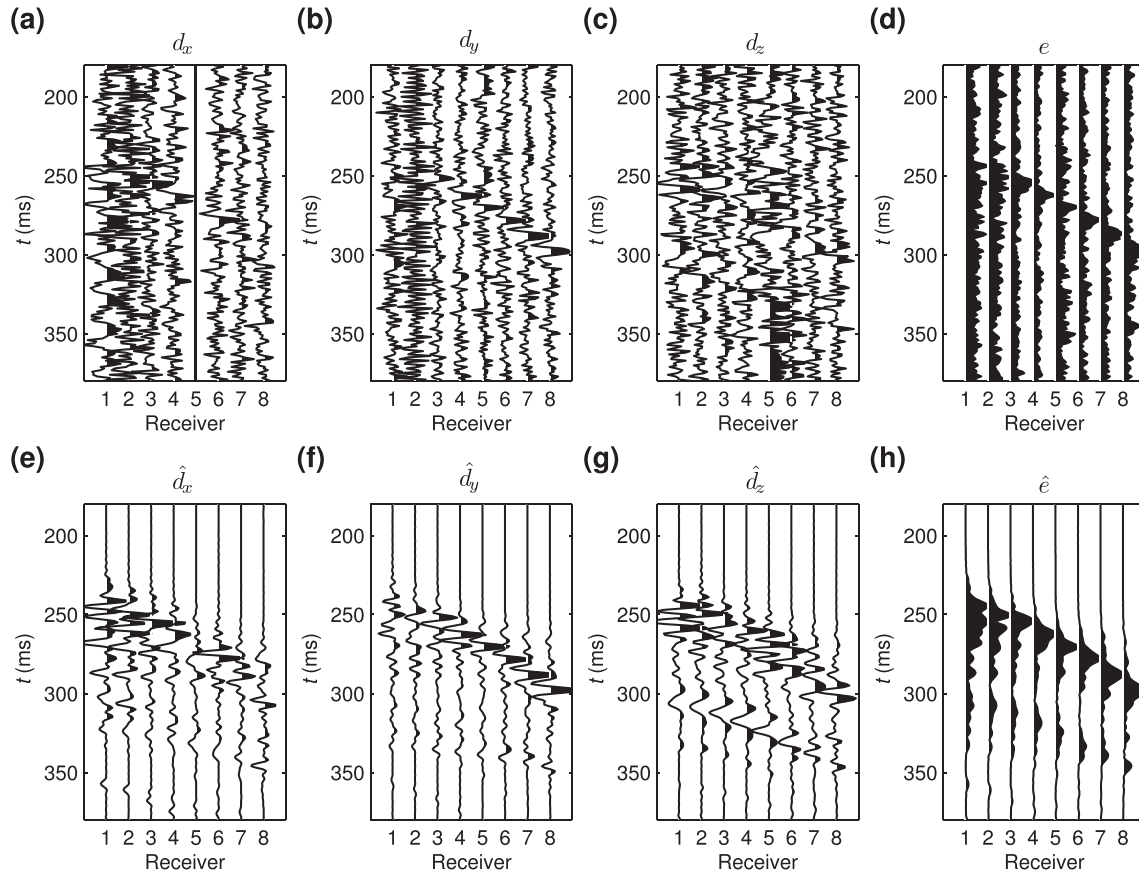 (a) (b) (c) (d)
d_x d_y d_z e
200 200 200 200
250 250 250 250
300 300 300 300
350 350 350 350
t (ms) t (ms) t (ms) t (ms)
1 2 3 4 5 6 7 8 1 2 3 4 5 6 7 8 1 2 3 4 5 6 7 8 1 2 3 4 5 6 7 8
Receiver Receiver Receiver Receiver
(e) (f) (g) (h)
d̂_x d̂_y d̂_z ê
200 200 200 200
250 250 250 250
300 300 300 300
350 350 350 350
t (ms) t (ms) t (ms) t (ms)
1 2 3 4 5 6 7 8 1 2 3 4 5 6 7 8 1 2 3 4 5 6 7 8 1 2 3 4 5 6 7 8
Receiver Receiver Receiver Receiver